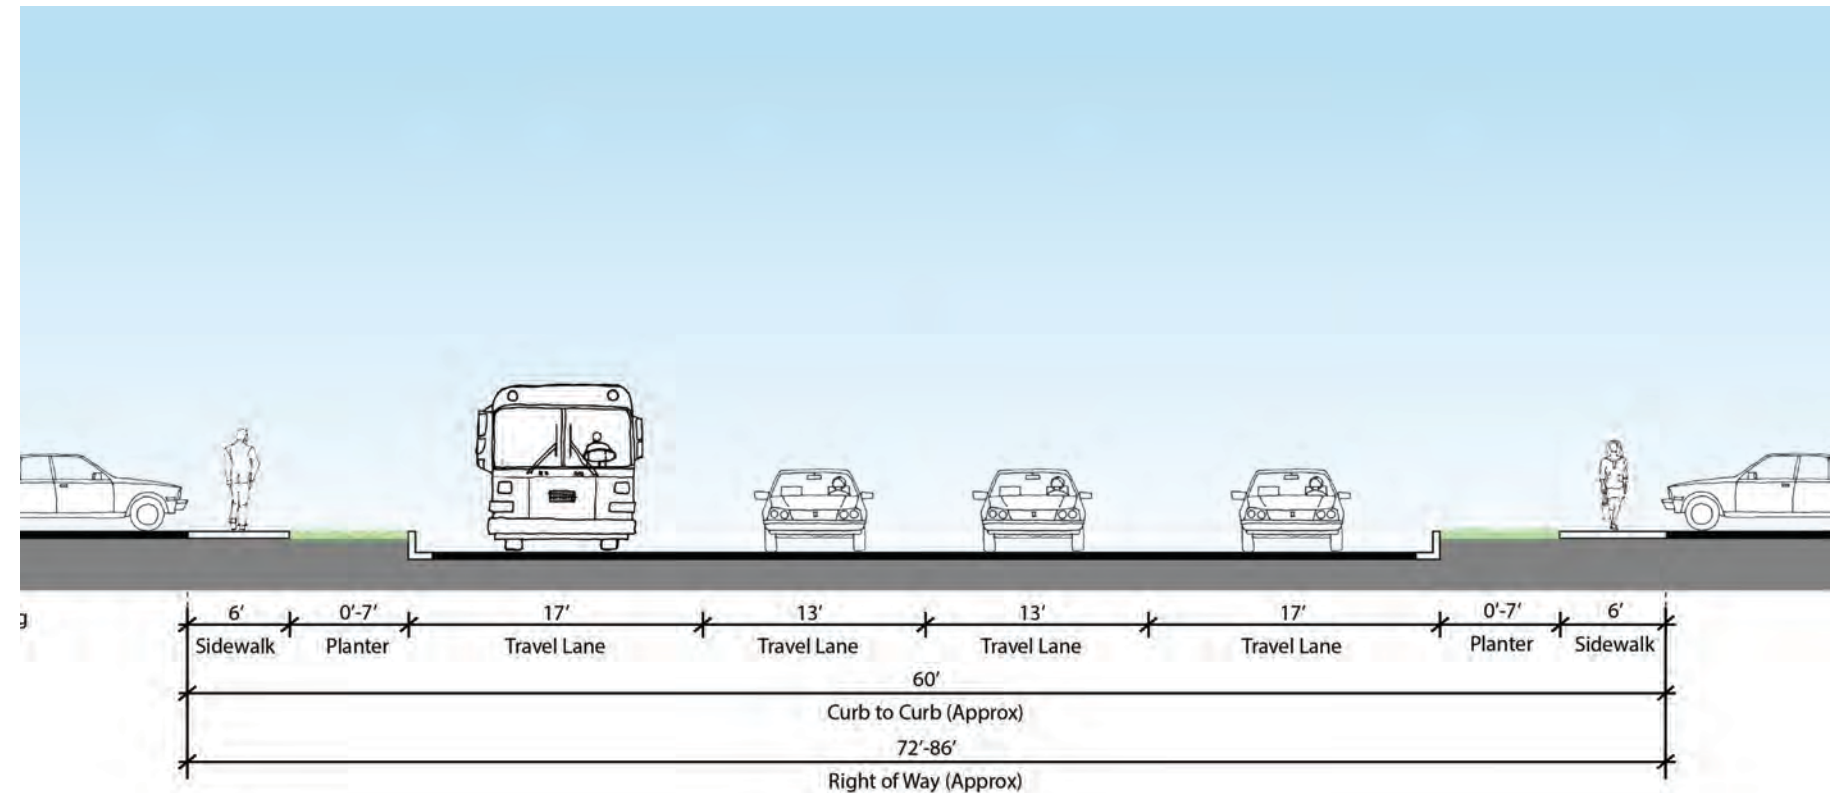 6′ 0′-7′ 17′ 13′ 13′ 17′ 0′-7′ 6′
Sidewalk Planter Travel Lane Travel Lane Travel Lane Travel Lane Planter Sidewalk
60′
Curb to Curb (Approx)
72′-86′
Right of Way (Approx)